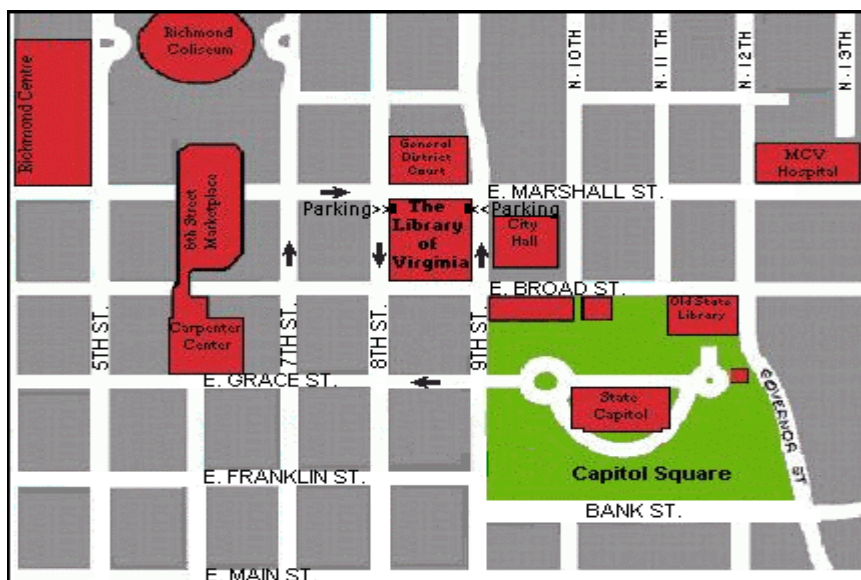 Richmond
Coliseum
Richmond Centre
N. 10TH
N. 11 TH
N. 12TH
N. 13TH
General
District
Court
MCV
Hospital
6th Street
Marketplace
E. MARSHALL ST.
Parking>>
The
Library
of
Virginia
<<Parking
City
Hall
E. BROAD ST.
Old State
Library
5TH ST.
Carpenter
Center
7TH ST.
8TH ST.
9TH ST.
E. GRACE ST.
GOVERNOR ST
State
Capitol
Capitol Square
E. FRANKLIN ST.
BANK ST.
E. MAIN ST.